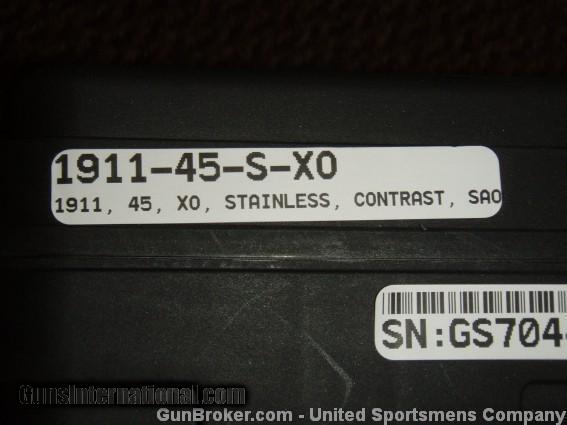 1911-45-S-XO
1911, 45, XO, STAINLESS, CONTRAST, SAO
SN:GS704
GunsInternational.com
GunBroker.com - United Sportsmens Company